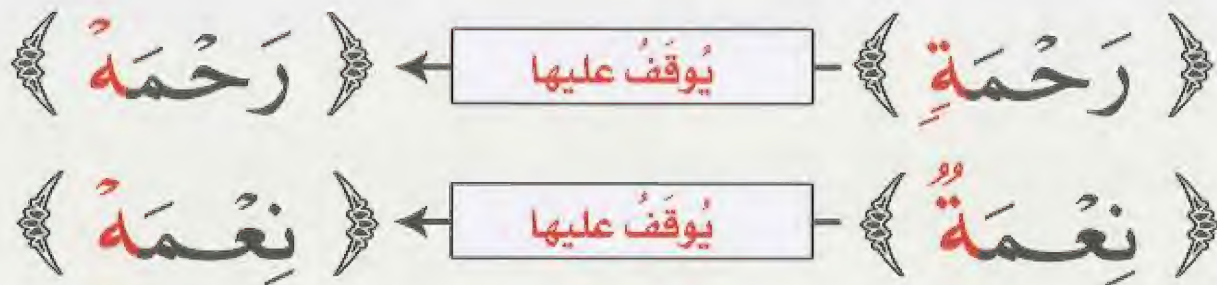 ﴿ رَحْمَةٍ ﴾ يُوقَفُ عليها ﴿ رَحْمَهْ ﴾
﴿ نِعْمَةٌ ﴾ يُوقَفُ عليها ﴿ نِعْمَهْ ﴾